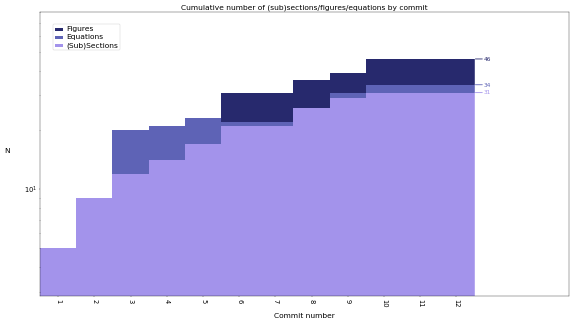 Cumulative number of (sub)sections/figures/equations by commit
Figures
Equations
(Sub)Sections
46
34
31
N
10¹
1 2 3 4 5 6 7 8 9 10 11 12
Commit number